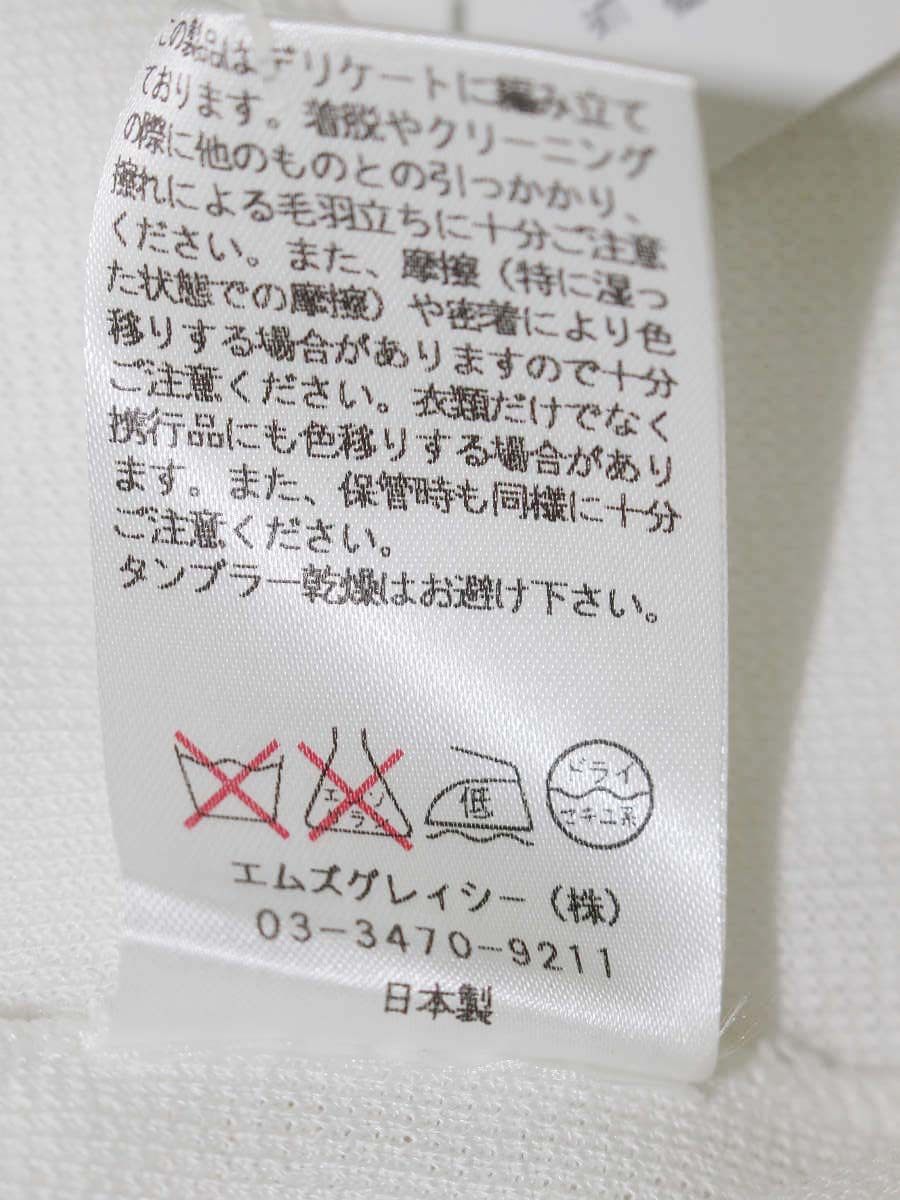 この製品はデリケートに編み立て
ております。着脱やクリーニング
の際に他のものとの引っかかり、
擦れによる毛羽立ちに十分ご注意
ください。また、摩擦（特に湿っ
た状態での摩擦）や密着により色
移りする場合がありますので十分
ご注意ください。衣類だけでなく
携行品にも色移りする場合があり
ます。また、保管時も同様に十分
ご注意ください。
タンブラー乾燥はお避け下さい。
エンソ
サラシ
低
ドライ
セキユ系
エムズグレイシー（株）
03-3470-9211
日本製